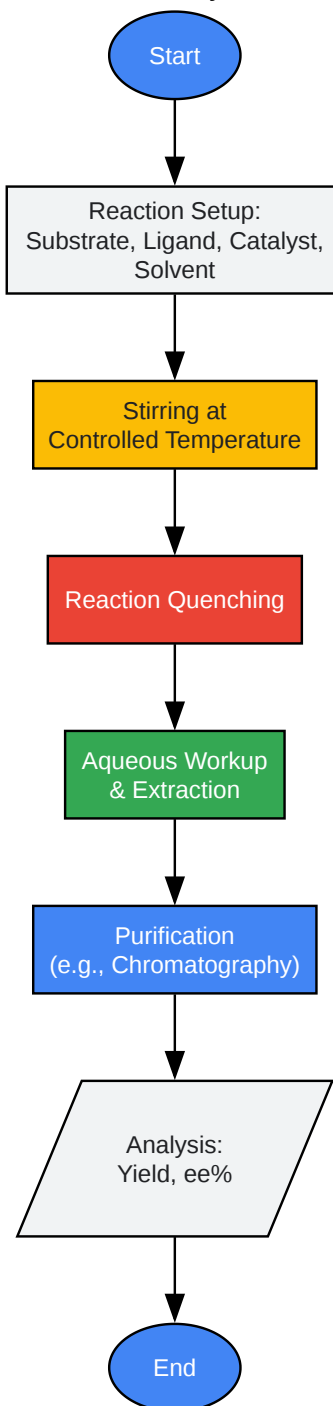 Start
Reaction Setup:
Substrate, Ligand, Catalyst,
Solvent
Stirring at
Controlled Temperature
Reaction Quenching
Aqueous Workup
& Extraction
Purification
(e.g., Chromatography)
Analysis:
Yield, ee%
End